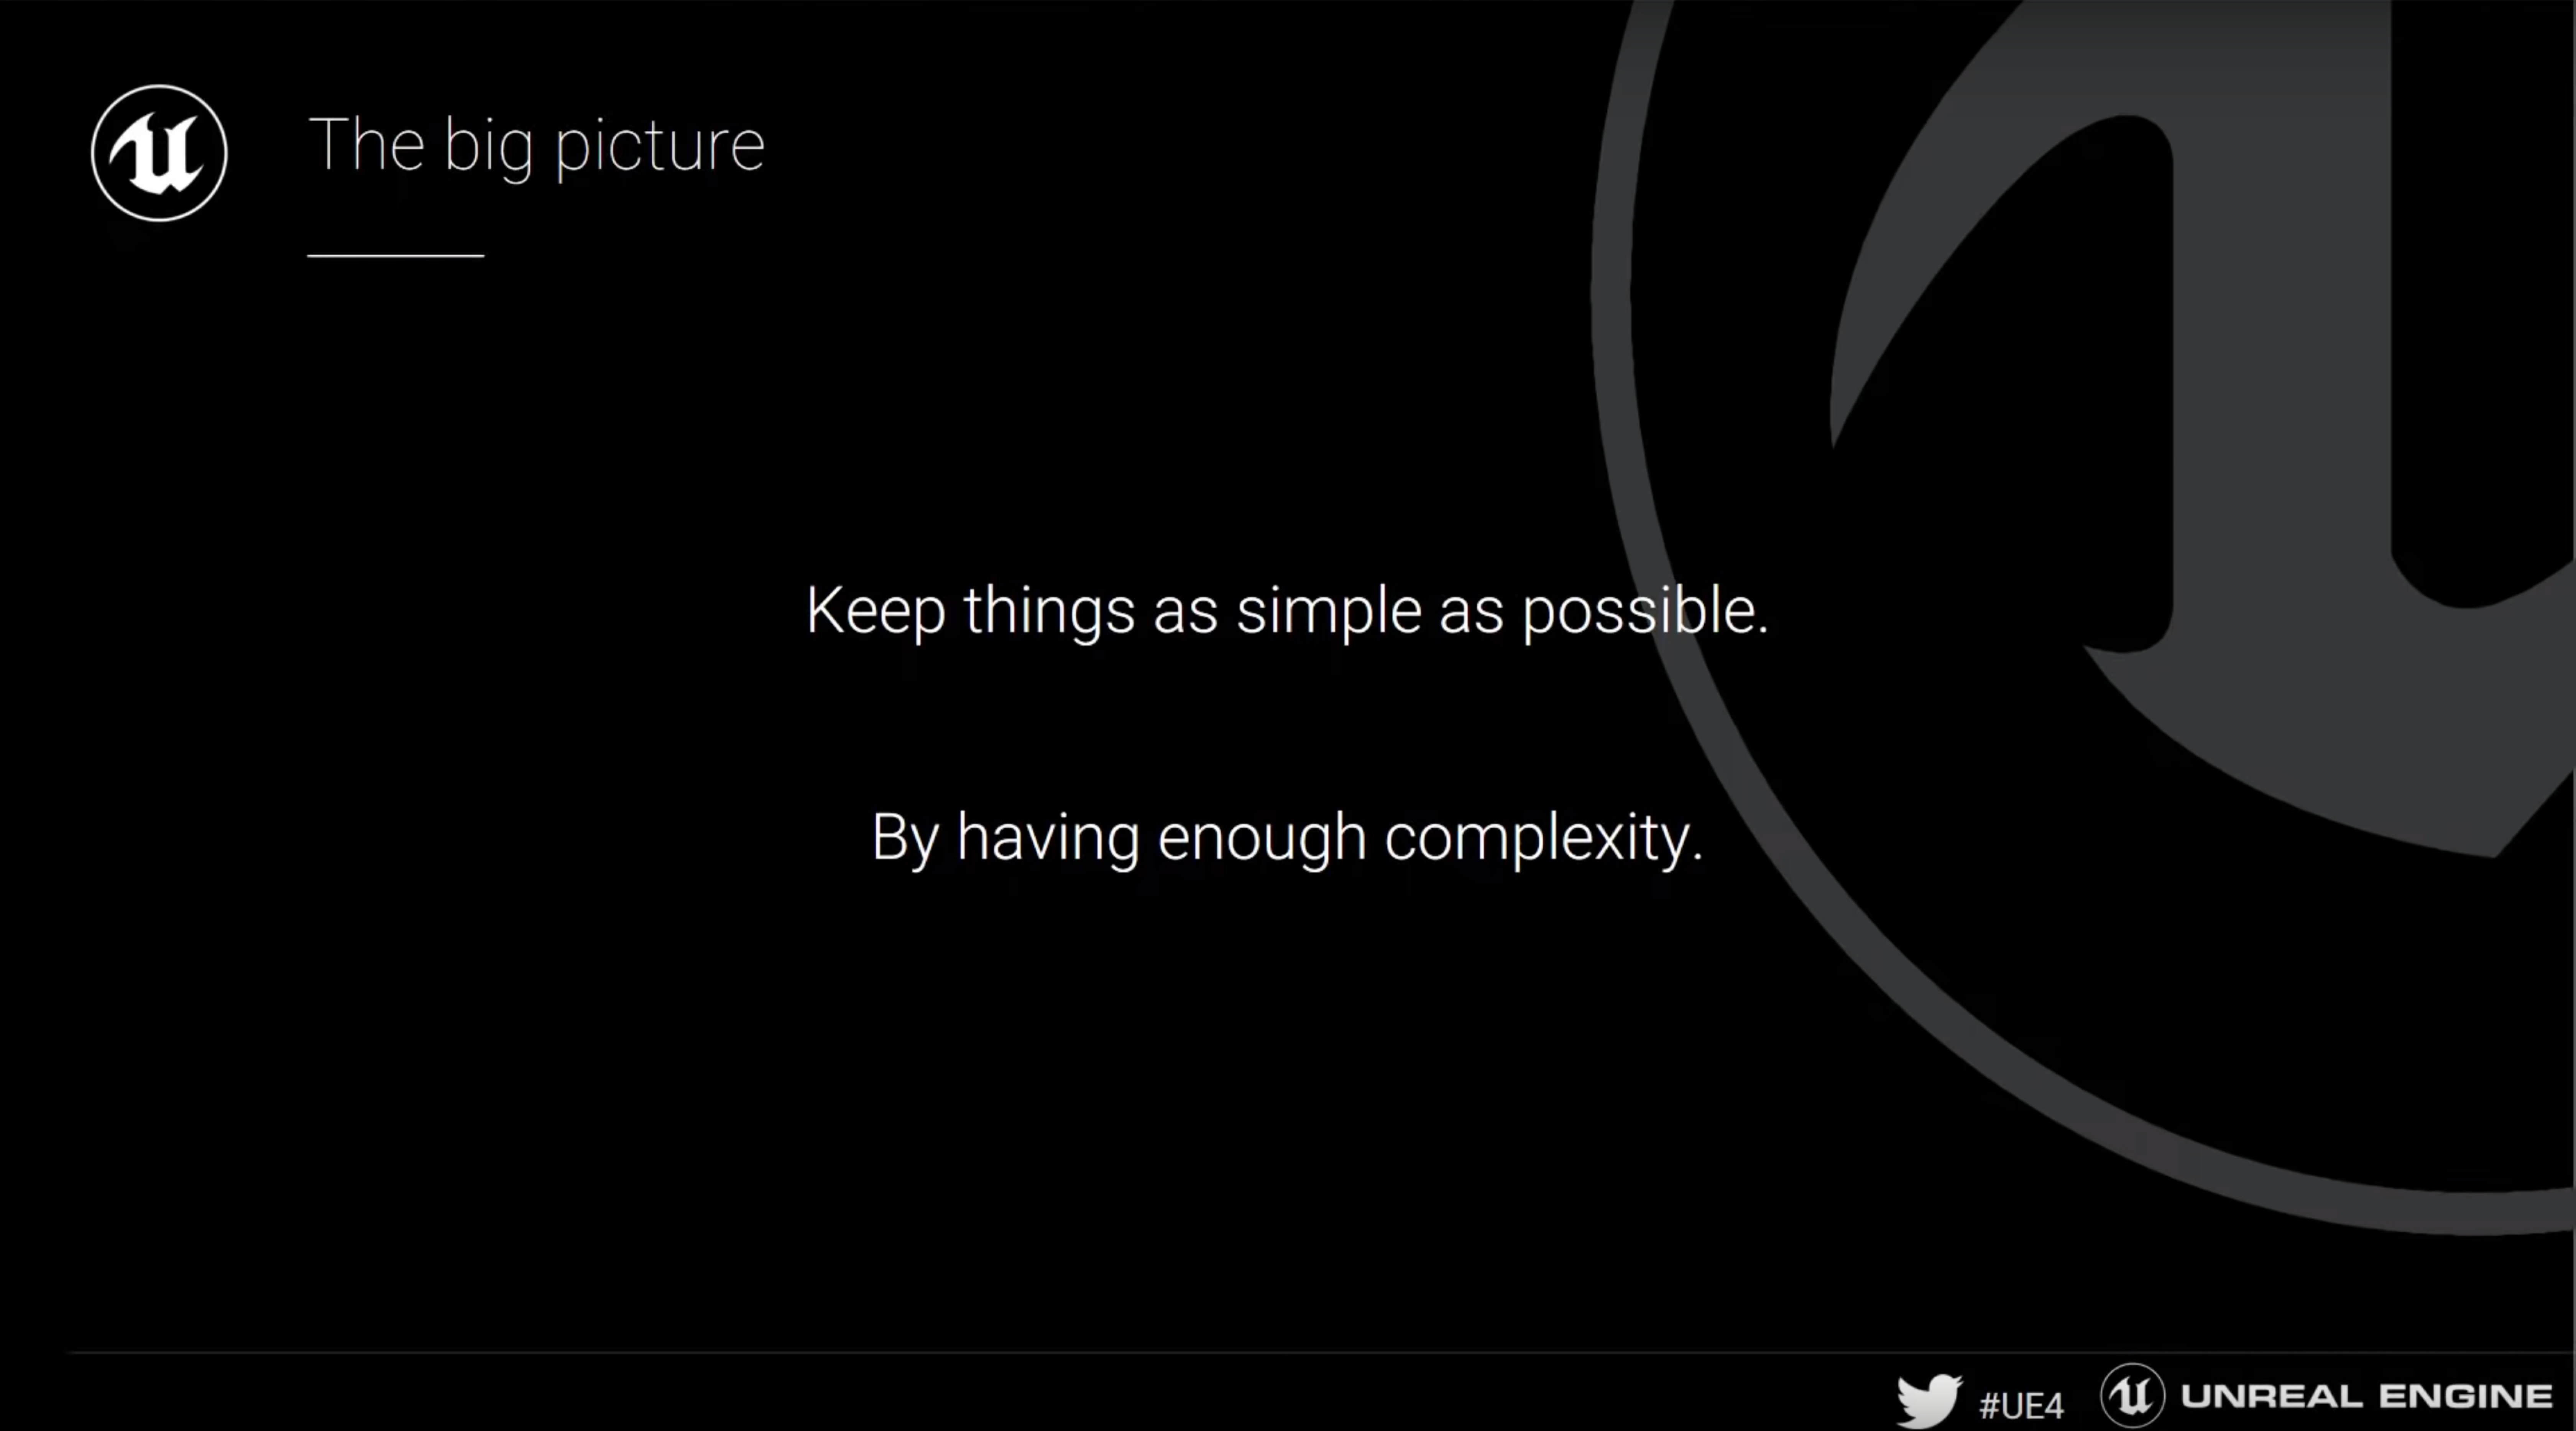 The big picture
Keep things as simple as possible.
By having enough complexity.
#UE4
UNREAL ENGINE